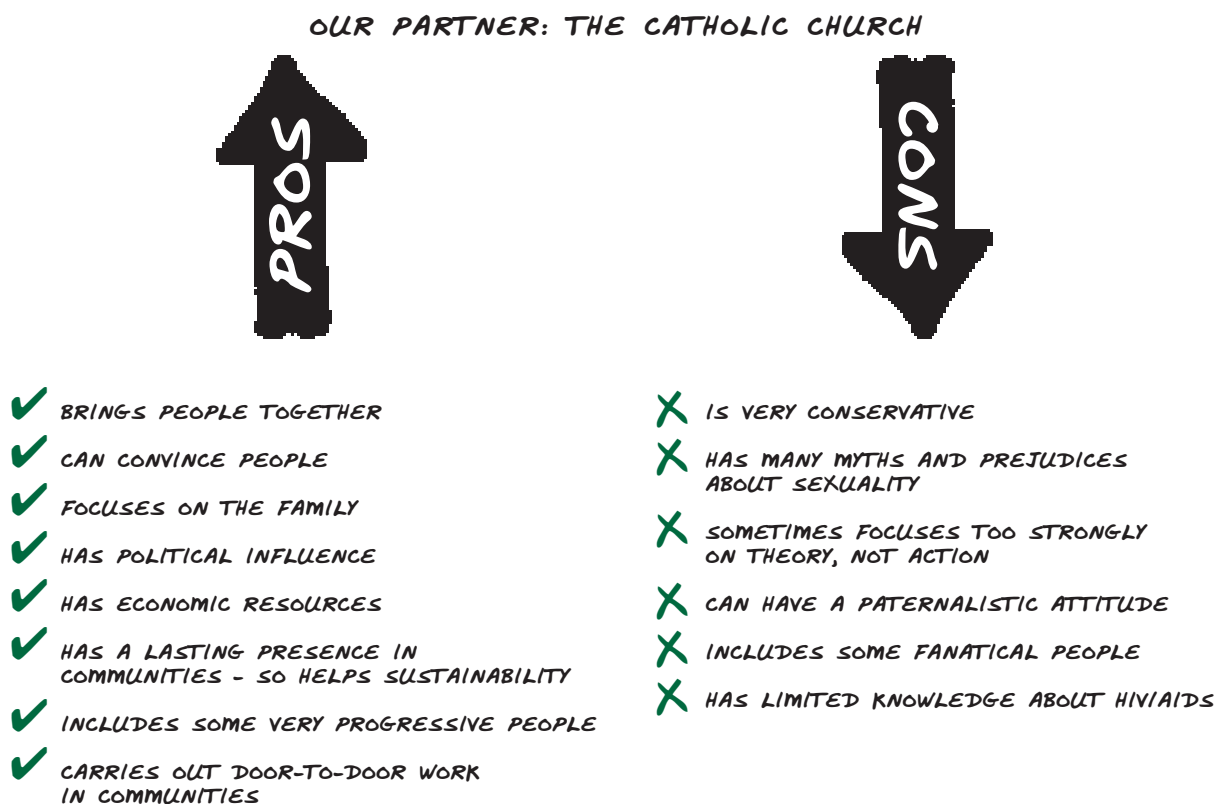 OUR PARTNER: THE CATHOLIC CHURCH
PROS
BRINGS PEOPLE TOGETHER
CAN CONVINCE PEOPLE
FOCUSES ON THE FAMILY
HAS POLITICAL INFLUENCE
HAS ECONOMIC RESOURCES
HAS A LASTING PRESENCE IN
COMMUNITIES - SO HELPS SUSTAINABILITY
INCLUDES SOME VERY PROGRESSIVE PEOPLE
CARRIES OUT DOOR-TO-DOOR WORK
IN COMMUNITIES
CONS
IS VERY CONSERVATIVE
HAS MANY MYTHS AND PREJUDICES
ABOUT SEXUALITY
SOMETIMES FOCUSES TOO STRONGLY
ON THEORY, NOT ACTION
CAN HAVE A PATERNALISTIC ATTITUDE
INCLUDES SOME FANATICAL PEOPLE
HAS LIMITED KNOWLEDGE ABOUT HIV/AIDS